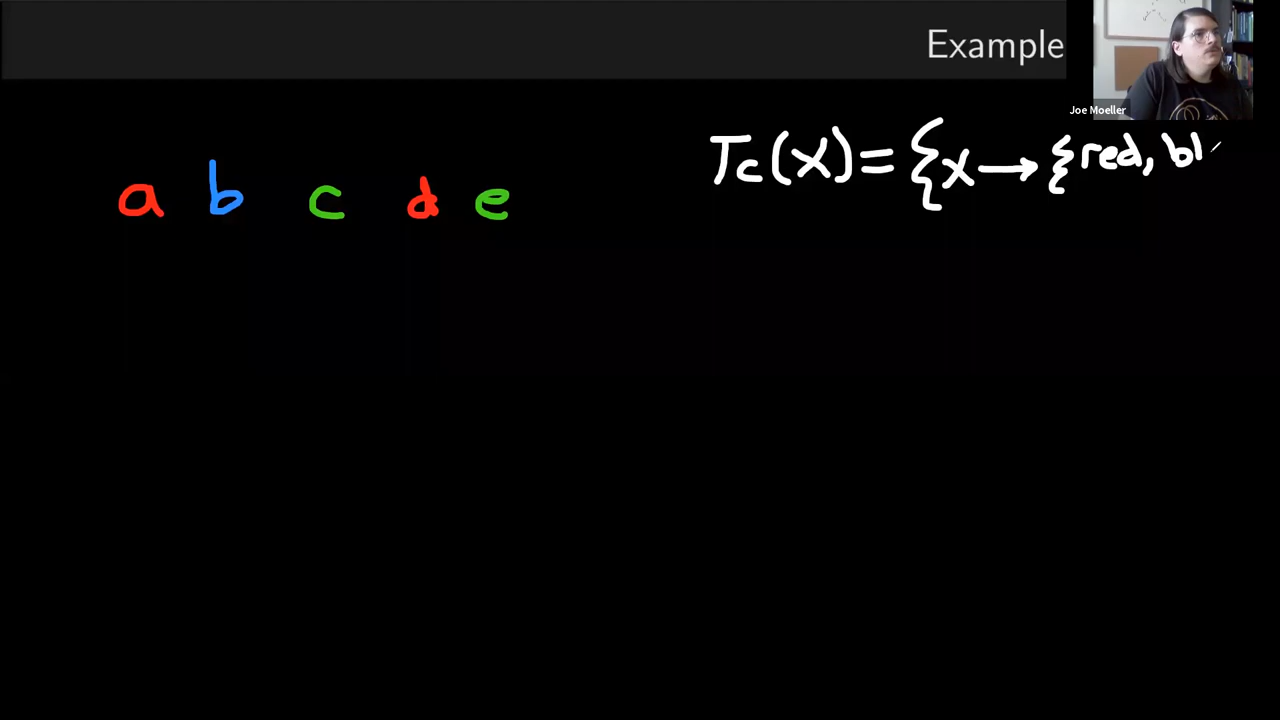 Example
Joe Moeller
Tc(X) = {X → {red, bl
a b c d e